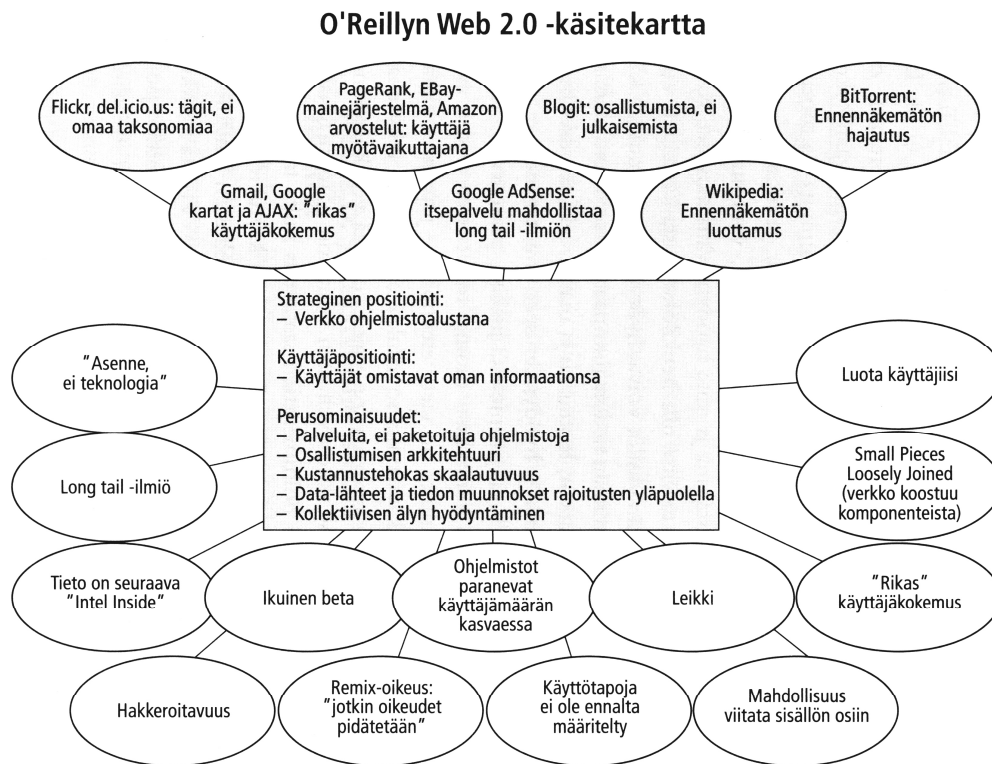 O'Reillyn Web 2.0 -käsitekartta
Flickr, del.icio.us: tägit, ei
omaa taksonomiaa
PageRank, EBay-
mainejärjestelmä, Amazon
arvostelut: käyttäjä
myötävaikuttajana
Blogit: osallistumista, ei
julkaisemista
BitTorrent:
Ennennäkemätön
hajautus
Gmail, Google
kartat ja AJAX: "rikas"
käyttäjäkokemus
Google AdSense:
itsepalvelu mahdollistaa
long tail -ilmiön
Wikipedia:
Ennennäkemätön
luottamus
Strateginen positiointi:
– Verkko ohjelmistoalustana
Käyttäjäpositiointi:
– Käyttäjät omistavat oman informaationsa
Perusominaisuudet:
– Palveluita, ei paketoituja ohjelmistoja
– Osallistumisen arkkitehtuuri
– Kustannustehokas skaalautuvuus
– Data-lähteet ja tiedon muunnokset rajoitusten yläpuolella
– Kollektiivisen älyn hyödyntäminen
"Asenne,
ei teknologia"
Luota käyttäjiisi
Long tail -ilmiö
Small Pieces
Loosely Joined
(verkko koostuu
komponenteista)
Tieto on seuraava
"Intel Inside"
Ikuinen beta
Ohjelmistot
paranevat
käyttäjämäärän
kasvaessa
Leikki
"Rikas"
käyttäjäkokemus
Hakkeroitavuus
Remix-oikeus:
"jotkin oikeudet
pidätetään"
Käyttötapoja
ei ole ennalta
määritelty
Mahdollisuus
viitata sisällön osiin